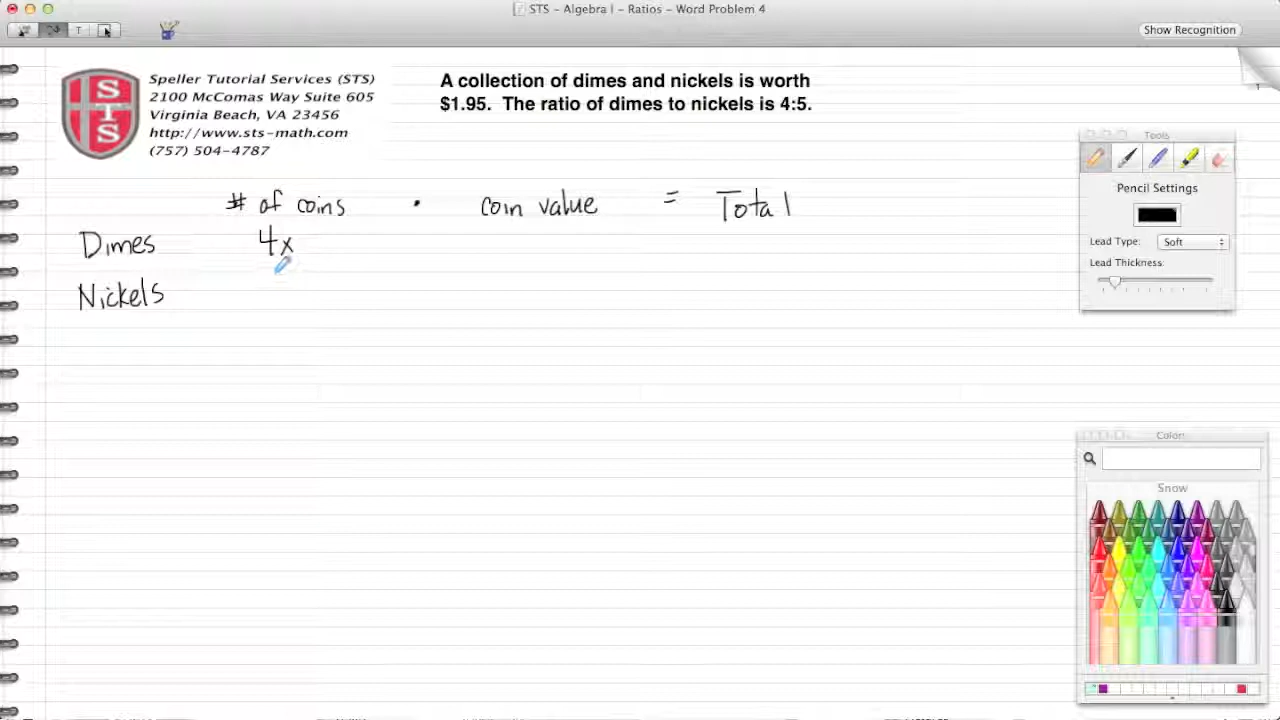 STS - Algebra I - Ratios - Word Problem 4
T
Show Recognition
STS
Speller Tutorial Services (STS)
2100 McComas Way Suite 605
Virginia Beach, VA 23456
http://www.sts-math.com
(757) 504-4787
A collection of dimes and nickels is worth
$1.95. The ratio of dimes to nickels is 4:5.
1
Tools
Pencil Settings
Lead Type: Soft
Lead Thickness:
# of coins · coin value = Total
Dimes 4x
Nickels
Colors
Snow